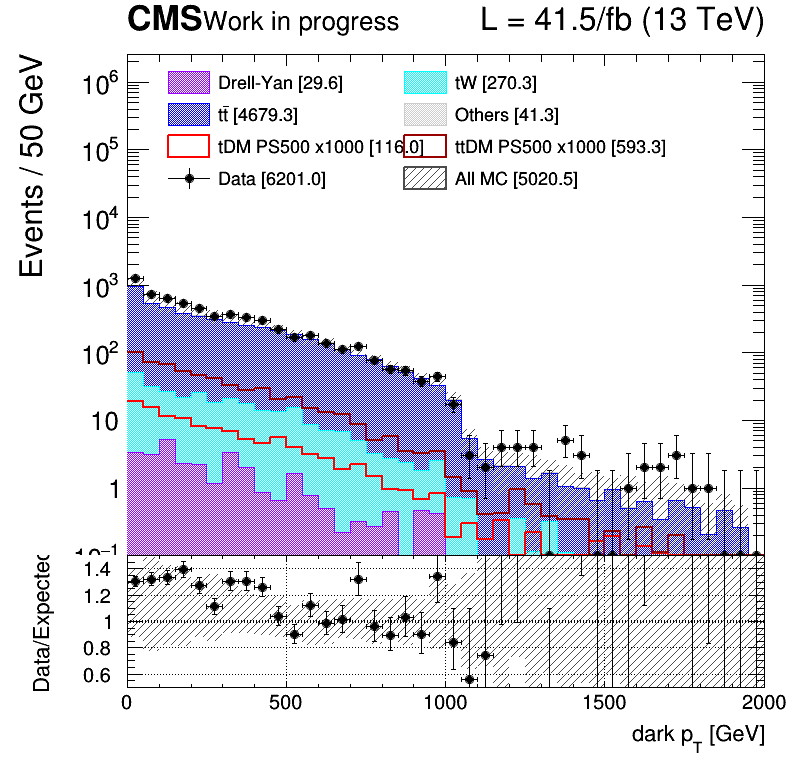 CMS Work in progress L = 41.5/fb (13 TeV)
Events / 50 GeV
Drell-Yan [29.6] tW [270.3]
tt̄ [4679.3] Others [41.3]
tDM PS500 x1000 [116.0] ttDM PS500 x1000 [593.3]
Data [6201.0] All MC [5020.5]
10⁶
10⁵
10⁴
10³
10²
10
1
10⁻¹
Data/Expected
1.4
1.2
1
0.8
0.6
0 500 1000 1500 2000
dark p_T [GeV]